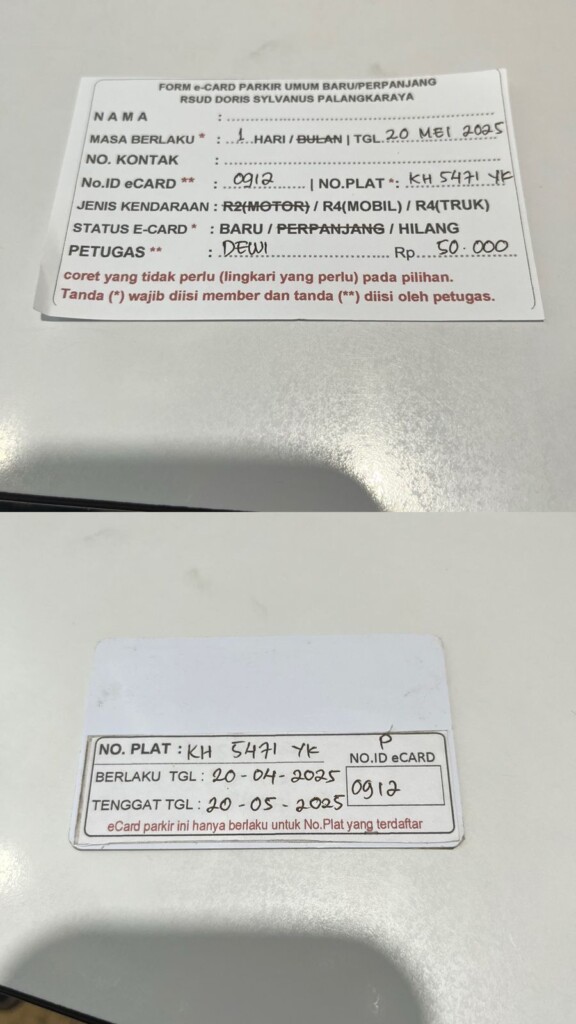 FORM e-CARD PARKIR UMUM BARU/PERPANJANG
RSUD DORIS SYLVANUS PALANGKARAYA
NAMA :
MASA BERLAKU * : 1 HARI / BULAN | TGL. 20 MEI 2025
NO. KONTAK :
No.ID eCARD ** : 0912 | NO.PLAT *: KH 5471 YK
JENIS KENDARAAN : R2(MOTOR) / R4(MOBIL) / R4(TRUK)
STATUS E-CARD * : BARU / PERPANJANG / HILANG
PETUGAS ** : DEWI Rp. 50.000
coret yang tidak perlu (lingkari yang perlu) pada pilihan.
Tanda (*) wajib diisi member dan tanda (**) diisi oleh petugas.
P
NO. PLAT : KH 5471 YK NO.ID eCARD
BERLAKU TGL : 20-04-2025 0912
TENGGAT TGL : 20-05-2025
eCard parkir ini hanya berlaku untuk No.Plat yang terdaftar